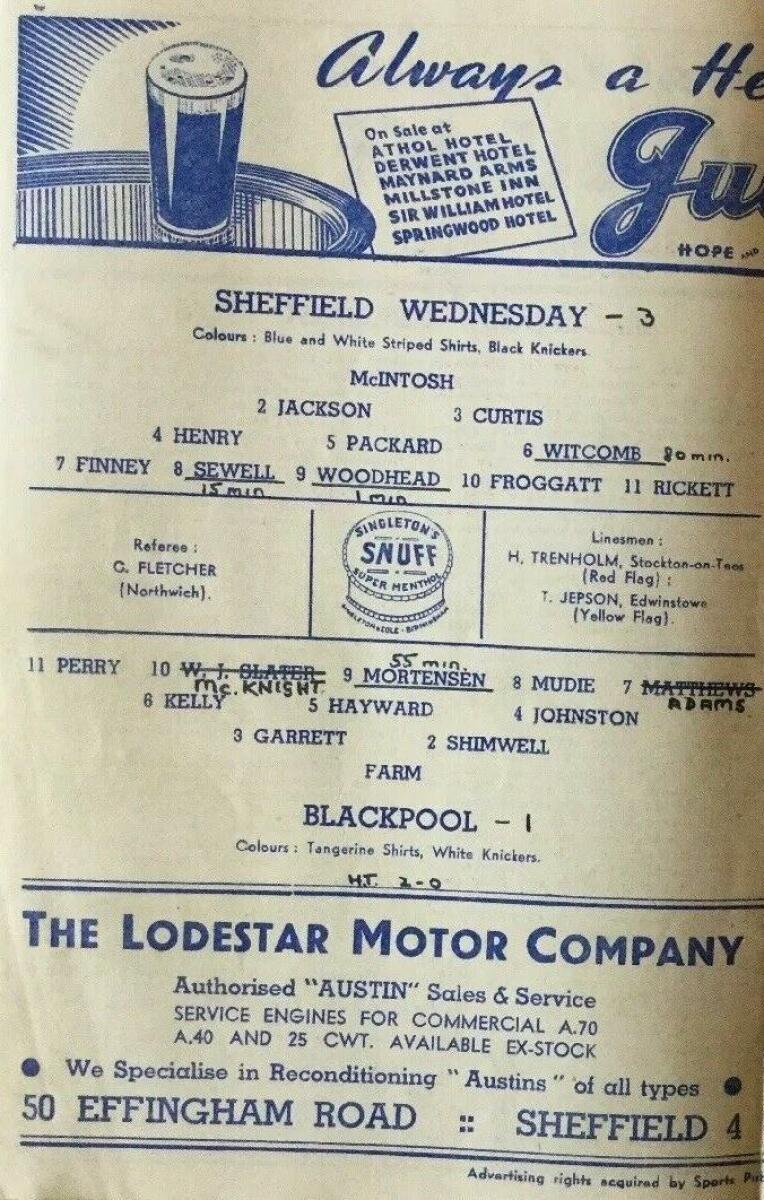 Always a He
On Sale at
ATHOL HOTEL
DERWENT HOTEL
MAYNARD ARMS
MILLSTONE INN
SIR WILLIAM HOTEL
SPRINGWOOD HOTEL
HOPE AND
SHEFFIELD WEDNESDAY - 3
Colours : Blue and White Striped Shirts, Black Knickers.
McINTOSH
2 JACKSON 3 CURTIS
4 HENRY 5 PACKARD 6 WITCOMB 80 min.
7 FINNEY 8 SEWELL 9 WOODHEAD 10 FROGGATT 11 RICKETT
15 min 1 min
Referee :
G. FLETCHER
(Northwich).
SINGLETON'S
SNUFF
SUPER MENTHOL
SINGLETON & COLE - BIRMINGHAM
Linesmen :
H. TRENHOLM, Stockton-on-Tees
(Red Flag) :
T. JEPSON, Edwinstowe
(Yellow Flag).
55 min.
11 PERRY 10 W. J. SLATER 9 MORTENSEN 8 MUDIE 7 MATTHEWS
Mc. KNIGHT ADAMS
6 KELLY 5 HAYWARD 4 JOHNSTON
3 GARRETT 2 SHIMWELL
FARM
BLACKPOOL - 1
Colours : Tangerine Shirts, White Knickers.
H.T. 2-0
THE LODESTAR MOTOR COMPANY
Authorised "AUSTIN" Sales & Service
SERVICE ENGINES FOR COMMERCIAL A.70
A.40 AND 25 CWT. AVAILABLE EX-STOCK
● We Specialise in Reconditioning "Austins" of all types ●
50 EFFINGHAM ROAD :: SHEFFIELD 4
Advertising rights acquired by Sports